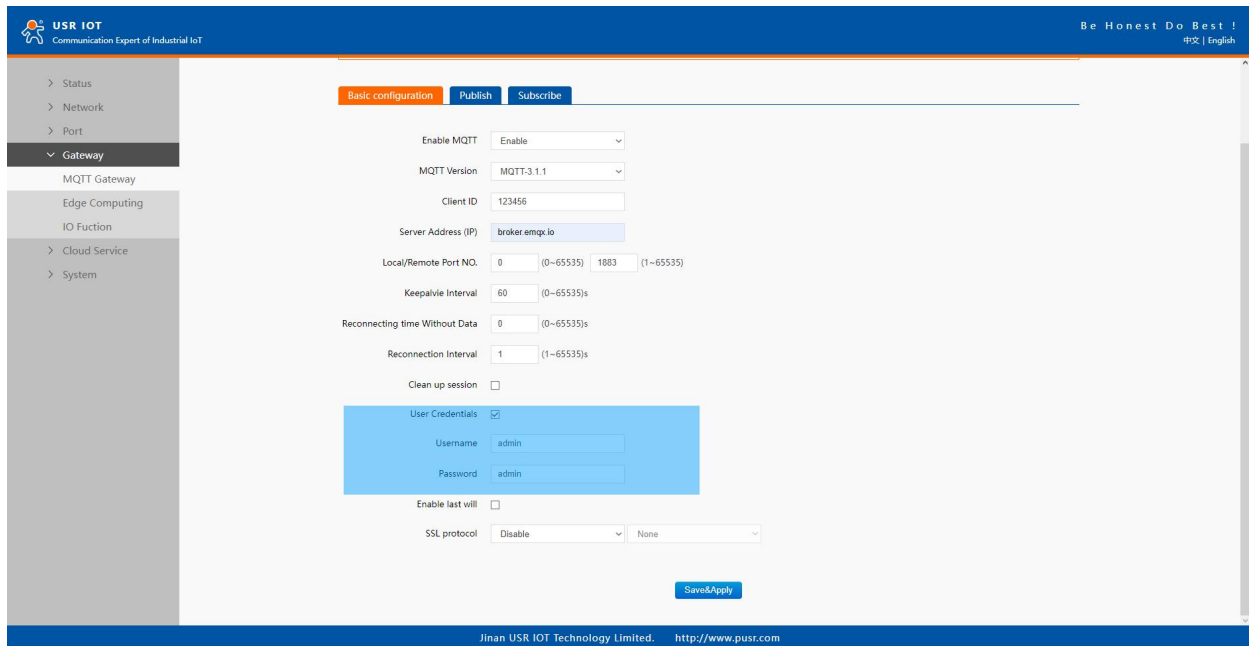 USR IOT
Communication Expert of Industrial IoT
Be Honest Do Best !
中文 | English
Status
Network
Port
Gateway
MQTT Gateway
Edge Computing
IO Fuction
Cloud Service
System
Basic configuration Publish Subscribe
Enable MQTT Enable
MQTT Version MQTT-3.1.1
Client ID 123456
Server Address (IP) broker.emqx.io
Local/Remote Port NO. 0 (0~65535) 1883 (1~65535)
Keepalvie Interval 60 (0~65535)s
Reconnecting time Without Data 0 (0~65535)s
Reconnection Interval 1 (1~65535)s
Clean up session
User Credentials
Username admin
Password admin
Enable last will
SSL protocol Disable None
Save&Apply
Jinan USR IOT Technology Limited. http://www.pusr.com